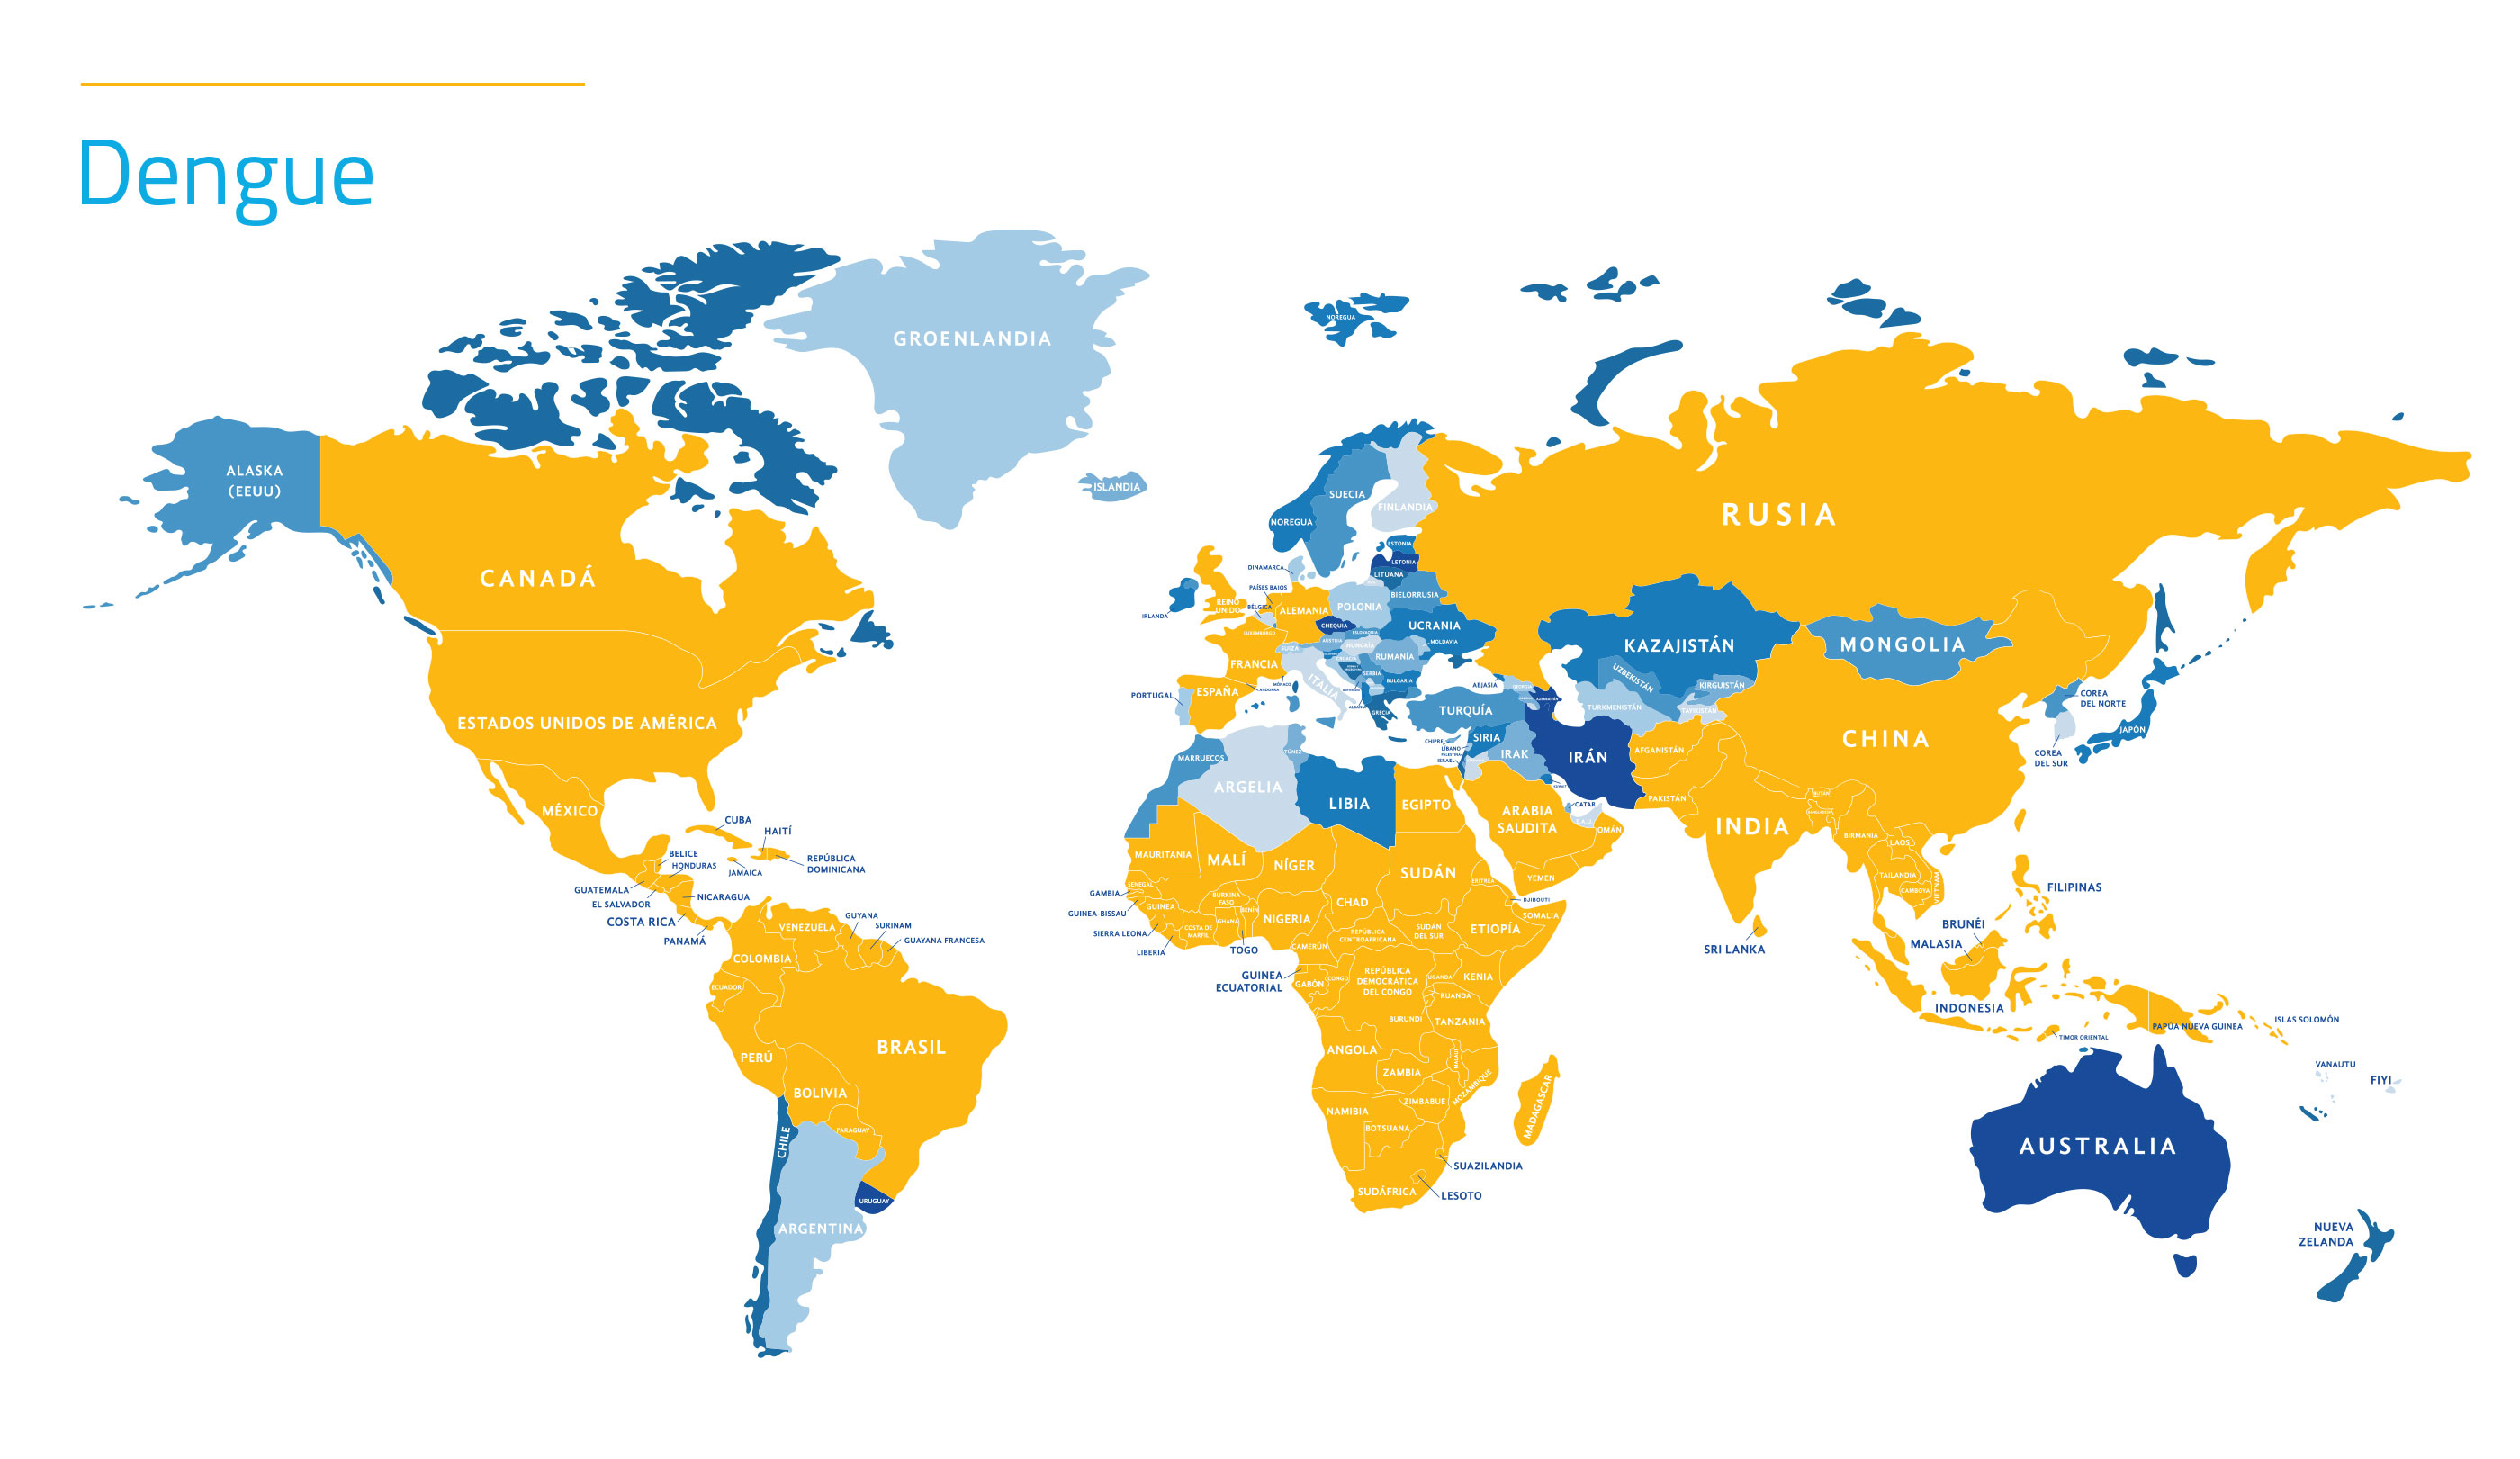 Dengue
GROENLANDIA
NOREGUA
ALASKA
(EEUU)
ISLANDIA
SUECIA
FINLANDIA
NOREGUA
RUSIA
ESTONIA
LETONIA
LITUANA
DINAMARCA
PAÍSES BAJOS
BIELORRUSIA
CANADÁ
IRLANDA
REINO
UNIDO
BÉLGICA
ALEMANIA
POLONIA
LUXEMBURGO
CHEQUIA
UCRANIA
ESLOVAQUIA
MOLDAVIA
AUSTRIA
HUNGRÍA
SUIZA
RUMANÍA
KAZAJISTÁN
MONGOLIA
FRANCIA
CROACIA
SERBIA
BULGARIA
MÓNACO
ANDORRA
ITALIA
PORTUGAL
ESPAÑA
ALBANIA
GRECIA
ABJASIA
UZBEKISTÁN
KIRGUISTÁN
COREA
DEL NORTE
TURQUÍA
TURKMENISTÁN
TAYIKISTÁN
ESTADOS UNIDOS DE AMÉRICA
JAPÓN
CHINA
CHIPRE
LÍBANO
PALESTINA
ISRAEL
SIRIA
IRAK
IRÁN
AFGANISTÁN
COREA
DEL SUR
MARRUECOS
TÚNEZ
ARGELIA
LIBIA
EGIPTO
KUWAIT
CATAR
E.A.U.
ARABIA
SAUDITA
OMÁN
PAKISTÁN
BUTÁN
INDIA
BIRMANIA
LAOS
MÉXICO
CUBA
HAITÍ
REPÚBLICA
DOMINICANA
JAMAICA
BELICE
HONDURAS
GUATEMALA
EL SALVADOR
NICARAGUA
COSTA RICA
PANAMÁ
MAURITANIA
MALÍ
NÍGER
SUDÁN
YEMEN
ERITREA
TAILANDIA
CAMBOYA
VIETNAM
FILIPINAS
SENEGAL
GAMBIA
GUINEA-BISSAU
GUINEA
SIERRA LEONA
LIBERIA
BURKINA
FASO
COSTA DE
MARFIL
GHANA
BENÍN
TOGO
NIGERIA
CHAD
DJIBOUTI
SOMALIA
ETIOPÍA
SUDÁN
DEL SUR
REPÚBLICA
CENTROAFRICANA
CAMERÚN
GUYANA
SURINAM
GUAYANA FRANCESA
VENEZUELA
COLOMBIA
ECUADOR
BRUNÉI
MALASIA
SRI LANKA
GUINEA
ECUATORIAL
GABÓN
CONGO
REPÚBLICA
DEMOCRÁTICA
DEL CONGO
UGANDA
KENIA
RUANDA
BURUNDI
TANZANIA
INDONESIA
PAPÚA NUEVA GUINEA
ISLAS SOLOMÓN
TIMOR ORIENTAL
BRASIL
PERÚ
BOLIVIA
ANGOLA
ZAMBIA
MOZAMBIQUE
ZIMBABUE
NAMIBIA
BOTSUANA
MADAGASCAR
VANAUTU
FIYI
PARAGUAY
CHILE
SUAZILANDIA
LESOTO
SUDÁFRICA
AUSTRALIA
URUGUAY
ARGENTINA
NUEVA
ZELANDA